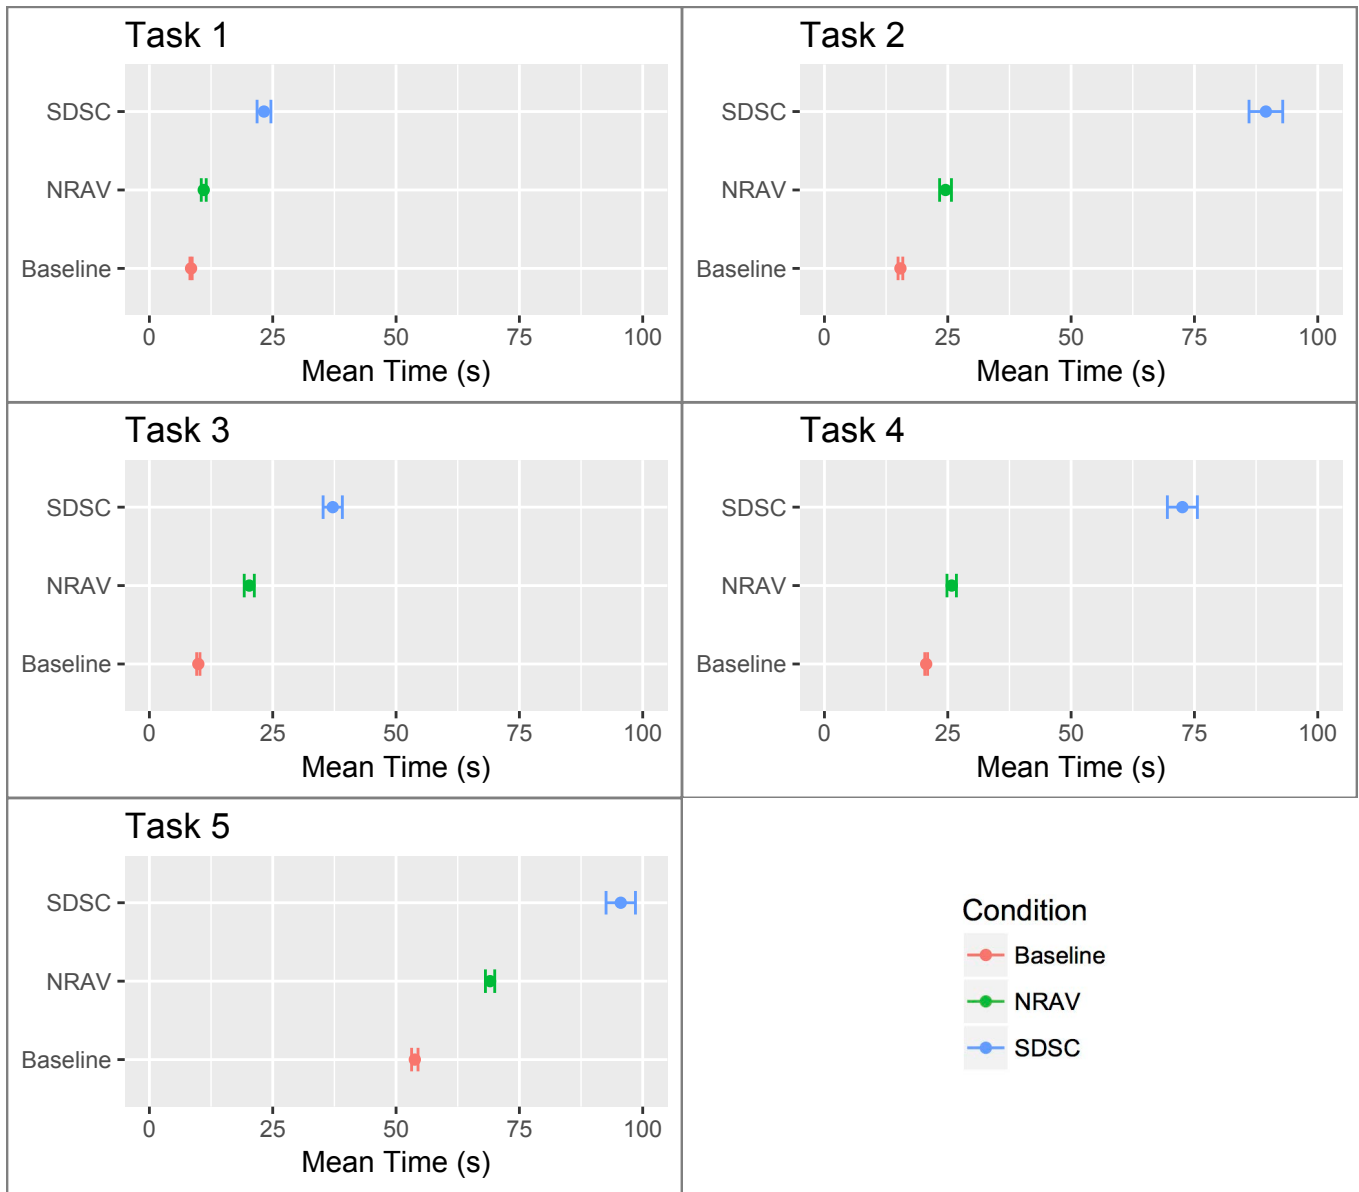 Task 1
SDSC
NRAV
Baseline
0 25 50 75 100
Mean Time (s)
Task 2
SDSC
NRAV
Baseline
0 25 50 75 100
Mean Time (s)
Task 3
SDSC
NRAV
Baseline
0 25 50 75 100
Mean Time (s)
Task 4
SDSC
NRAV
Baseline
0 25 50 75 100
Mean Time (s)
Task 5
SDSC
NRAV
Baseline
0 25 50 75 100
Mean Time (s)
Condition
Baseline
NRAV
SDSC